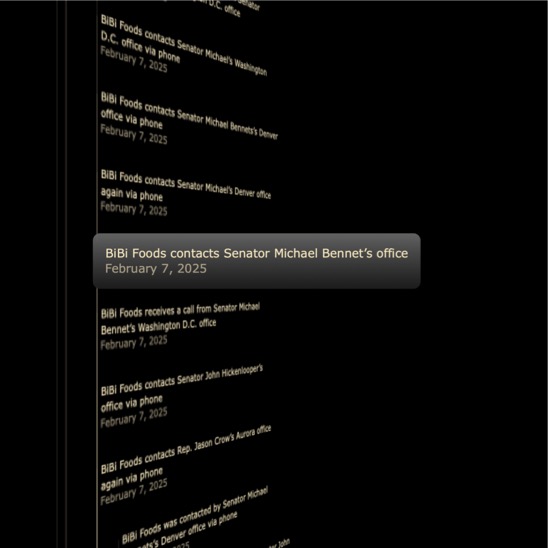 D.C. office
BiBi Foods contacts Senator Michael's Washington
D.C. office via phone
February 7, 2025
BiBi Foods contacts Senator Michael Bennets's Denver
office via phone
February 7, 2025
BiBi Foods contacts Senator Michael's Denver office
again via phone
February 7, 2025
BiBi Foods contacts Senator Michael Bennet's office
February 7, 2025
BiBi Foods receives a call from Senator Michael
Bennet's Washington D.C. office
February 7, 2025
BiBi Foods contacts Senator John Hickenlooper's
office via phone
February 7, 2025
BiBi Foods contacts Rep. Jason Crow's Aurora office
again via phone
February 7, 2025
BiBi Foods was contacted by Senator Michael
Denver office via phone
John